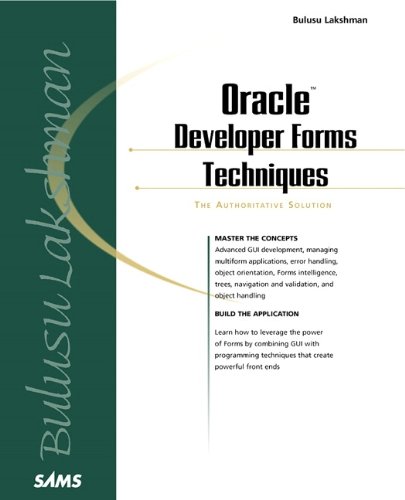 Bulusu Lakshman
Oracle™
Developer Forms
Techniques
THE AUTHORITATIVE SOLUTION
MASTER THE CONCEPTS
Advanced GUI development, managing
multiform applications, error handling,
object orientation, Forms intelligence,
trees, navigation and validation, and
object handling
BUILD THE APPLICATION
Learn how to leverage the power
of Forms by combining GUI with
programming techniques that create
powerful front ends
Bulusu Lakshman
SAMS